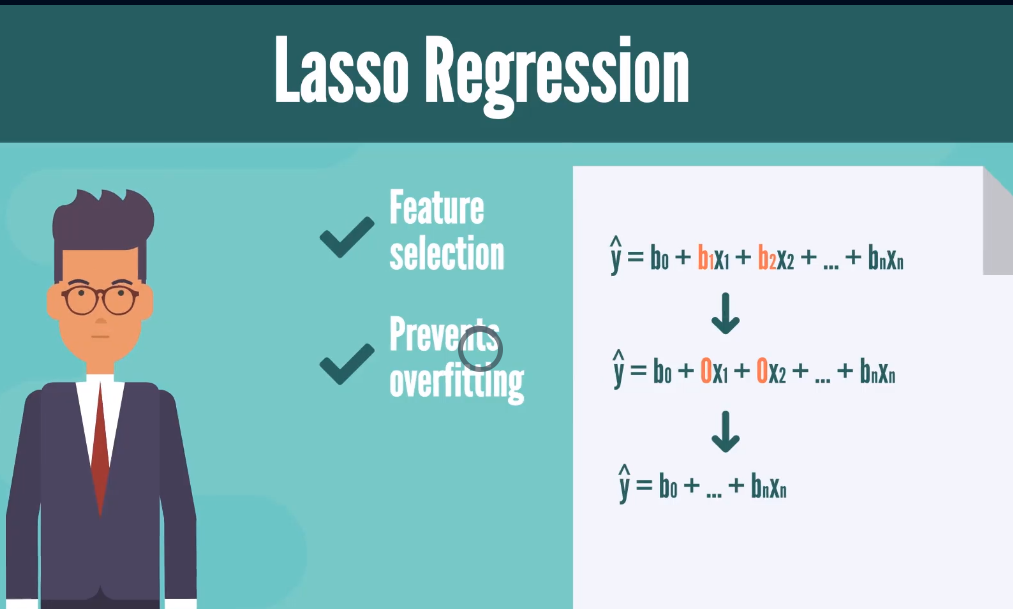 Lasso Regression
Feature
selection
Prevents
overfitting
ŷ = b₀ + b₁x₁ + b₂x₂ + ... + bₙxₙ
ŷ = b₀ + 0x₁ + 0x₂ + ... + bₙxₙ
ŷ = b₀ + ... + bₙxₙ